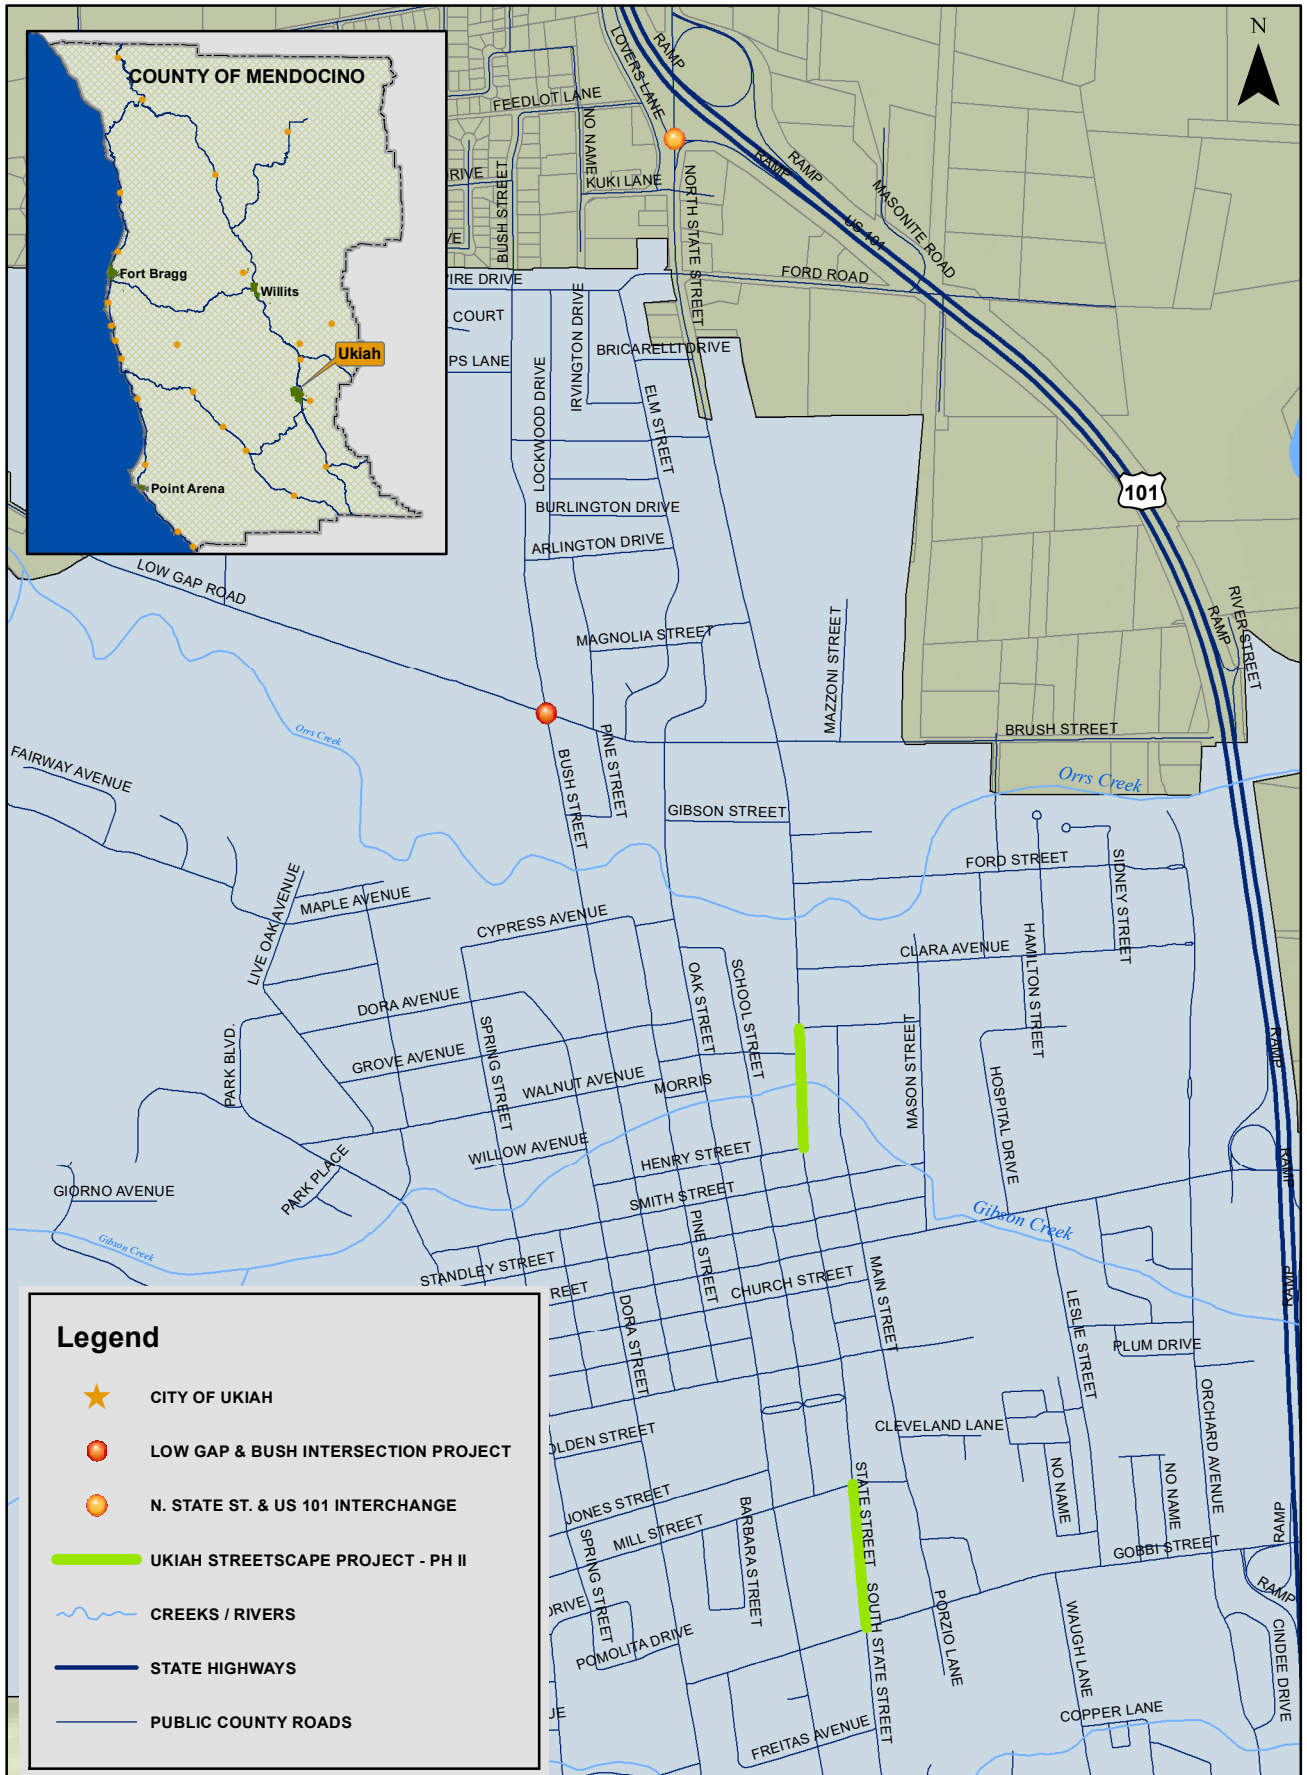 N
COUNTY OF MENDOCINO
Fort Bragg
Willits
Ukiah
Point Arena
LOVERS LANE
RAMP
FEEDLOT LANE
NO NAME
BUSH STREET
RIVE
KUKI LANE
VE
NORTH STATE STREET
RAMP
RAMP
MASONITE ROAD
US 101
FORD ROAD
PIRE DRIVE
COURT
PS LANE
IRVINGTON DRIVE
BRICARELLI DRIVE
LOCKWOOD DRIVE
ELM STREET
101
BURLINGTON DRIVE
ARLINGTON DRIVE
LOW GAP ROAD
MAGNOLIA STREET
MAZZONI STREET
RAMP
RIVER STREET
BRUSH STREET
Orrs Creek
PINE STREET
BUSH STREET
FAIRWAY AVENUE
Orrs Creek
GIBSON STREET
FORD STREET
SIDNEY STREET
LIVE OAK AVENUE
MAPLE AVENUE
CYPRESS AVENUE
CLARA AVENUE
HAMILTON STREET
OAK STREET
SCHOOL STREET
DORA AVENUE
SPRING STREET
GROVE AVENUE
PARK BLVD.
WALNUT AVENUE
MORRIS
MASON STREET
HOSPITAL DRIVE
RAMP
WILLOW AVENUE
HENRY STREET
PARK PLACE
GIORNO AVENUE
SMITH STREET
RAMP
Gibson Creek
Gibson Creek
STANDLEY STREET
REET
PINE STREET
CHURCH STREET
MAIN STREET
RAMP
DORA STREET
LESLIE STREET
PLUM DRIVE
ORCHARD AVENUE
CLEVELAND LANE
OLDEN STREET
NO NAME
NO NAME
JONES STREET
MILL STREET
STATE STREET
BARBARA STREET
SPRING STREET
GOBBI STREET
RAMP
RAMP
DRIVE
POMOLITA DRIVE
SOUTH STATE STREET
PORZIO LANE
WAUGH LANE
CINDEE DRIVE
UE
FREITAS AVENUE
COPPER LANE
Legend
CITY OF UKIAH
LOW GAP & BUSH INTERSECTION PROJECT
N. STATE ST. & US 101 INTERCHANGE
UKIAH STREETSCAPE PROJECT - PH II
CREEKS / RIVERS
STATE HIGHWAYS
PUBLIC COUNTY ROADS